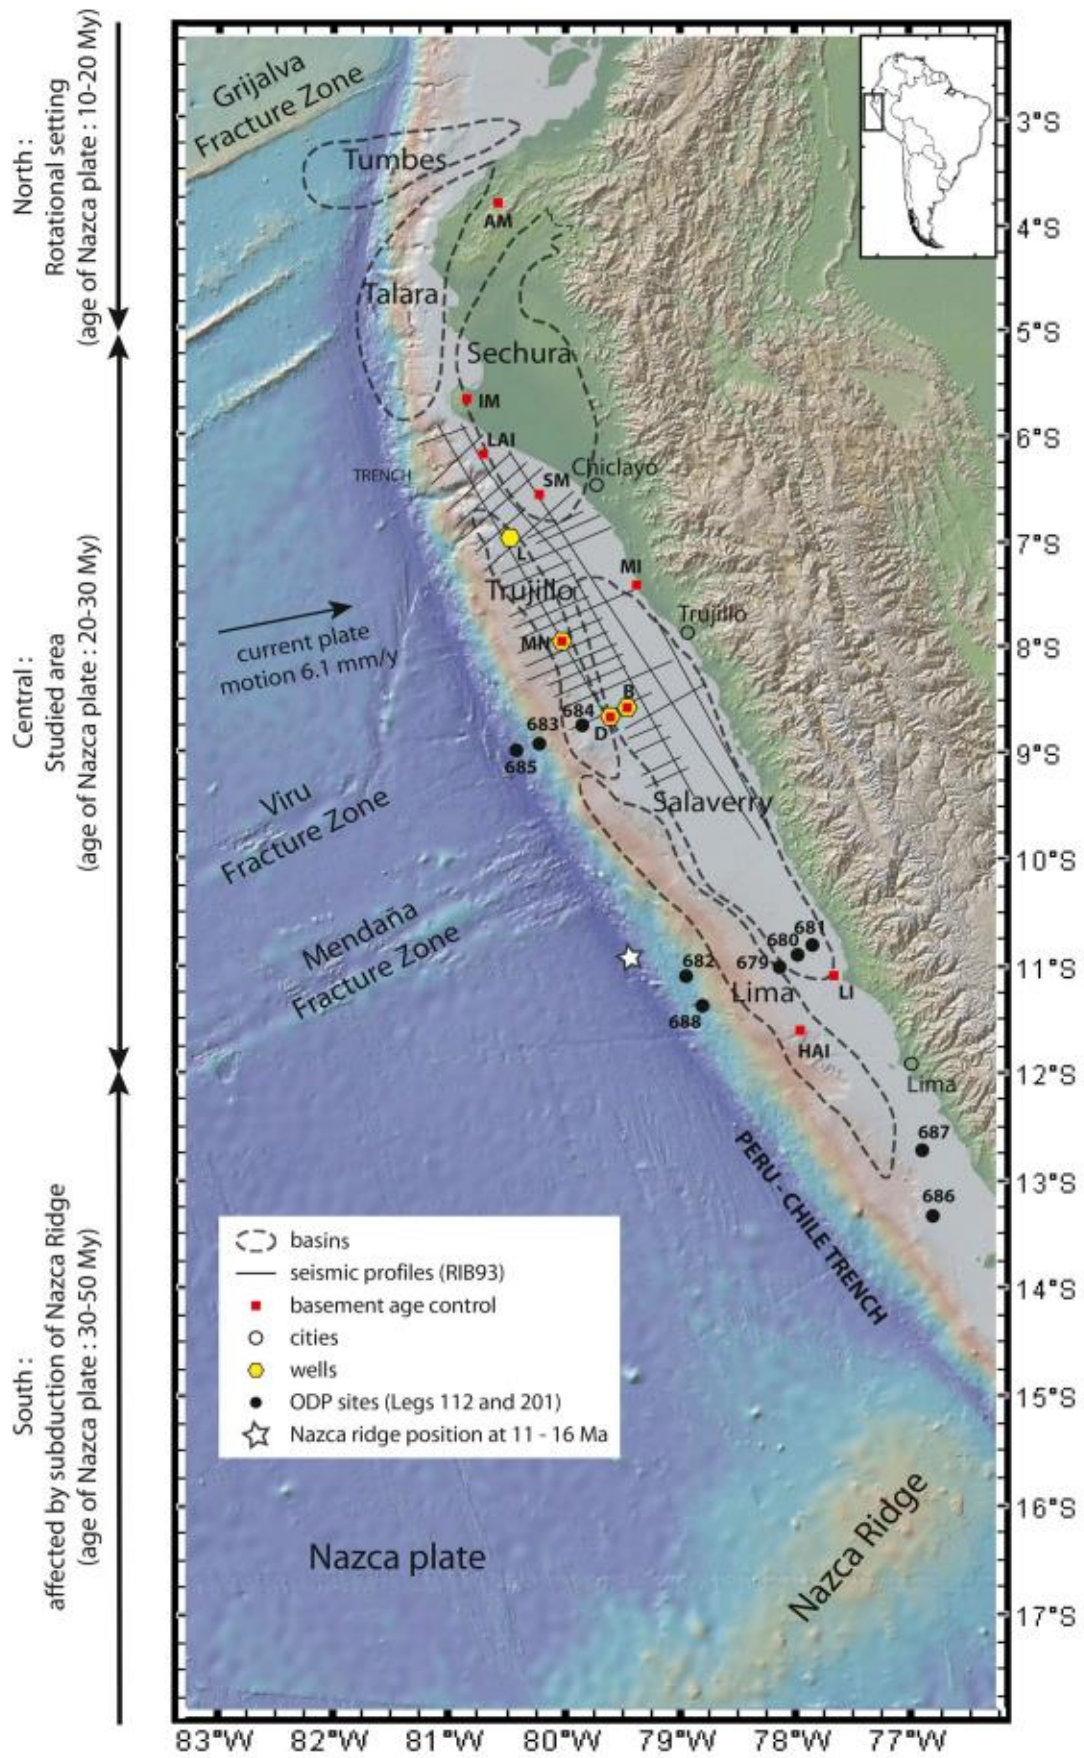 North :
Rotational setting
(age of Nazca plate : 10-20 My)
Central :
Studied area
(age of Nazca plate : 20-30 My)
South :
affected by subduction of Nazca Ridge
(age of Nazca plate : 30-50 My)
Grijalva
Fracture Zone
Tumbes
AM
Talara
Sechura
IM
LAI
TRENCH
SM
Chiclayo
L
MI
Trujillo
Trujillo
MN
current plate
motion 6.1 mm/y
B
684
D
683
685
Salaverry
Viru
Fracture Zone
Mendaña
Fracture Zone
681
680
679
682
Lima
LI
688
HAI
Lima
687
686
PERU - CHILE TRENCH
basins
seismic profiles (RIB93)
basement age control
cities
wells
ODP sites (Legs 112 and 201)
Nazca ridge position at 11 - 16 Ma
Nazca plate
Nazca Ridge
3°S
4°S
5°S
6°S
7°S
8°S
9°S
10°S
11°S
12°S
13°S
14°S
15°S
16°S
17°S
83°W 82°W 81°W 80°W 79°W 78°W 77°W